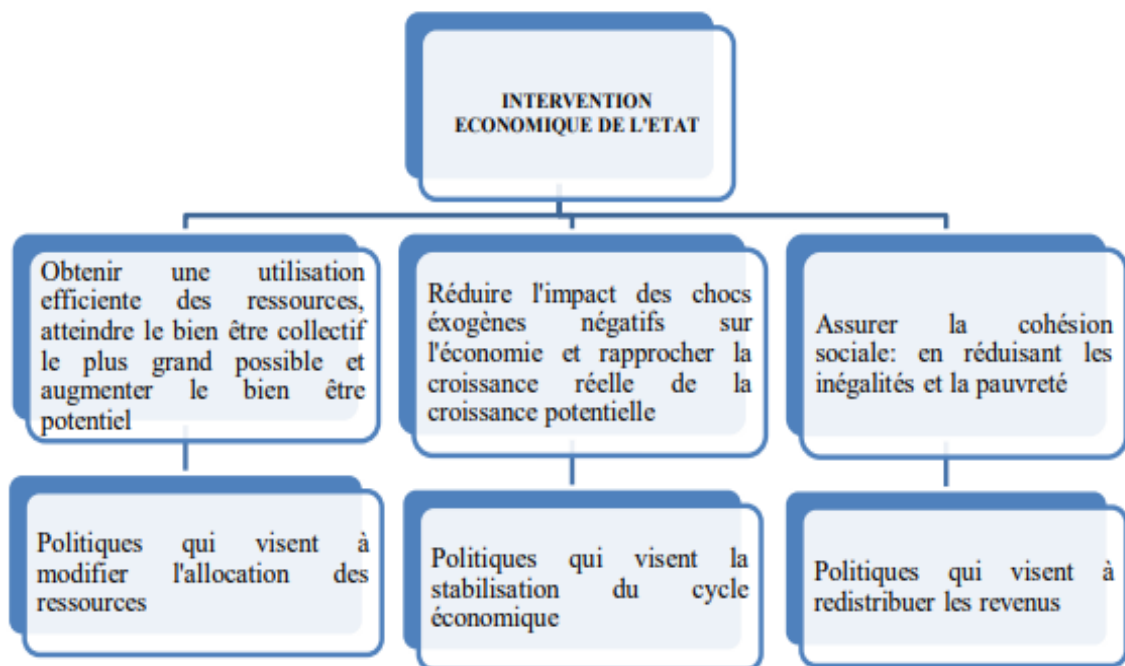 INTERVENTION
ECONOMIQUE DE L'ETAT
Obtenir une utilisation
efficiente des ressources,
atteindre le bien être collectif
le plus grand possible et
augmenter le bien être
potentiel
Réduire l'impact des chocs
éxogènes négatifs sur
l'économie et rapprocher la
croissance réelle de la
croissance potentielle
Assurer la cohésion
sociale: en réduisant les
inégalités et la pauvreté
Politiques qui visent à
modifier l'allocation des
ressources
Politiques qui visent la
stabilisation du cycle
économique
Politiques qui visent à
redistribuer les revenus